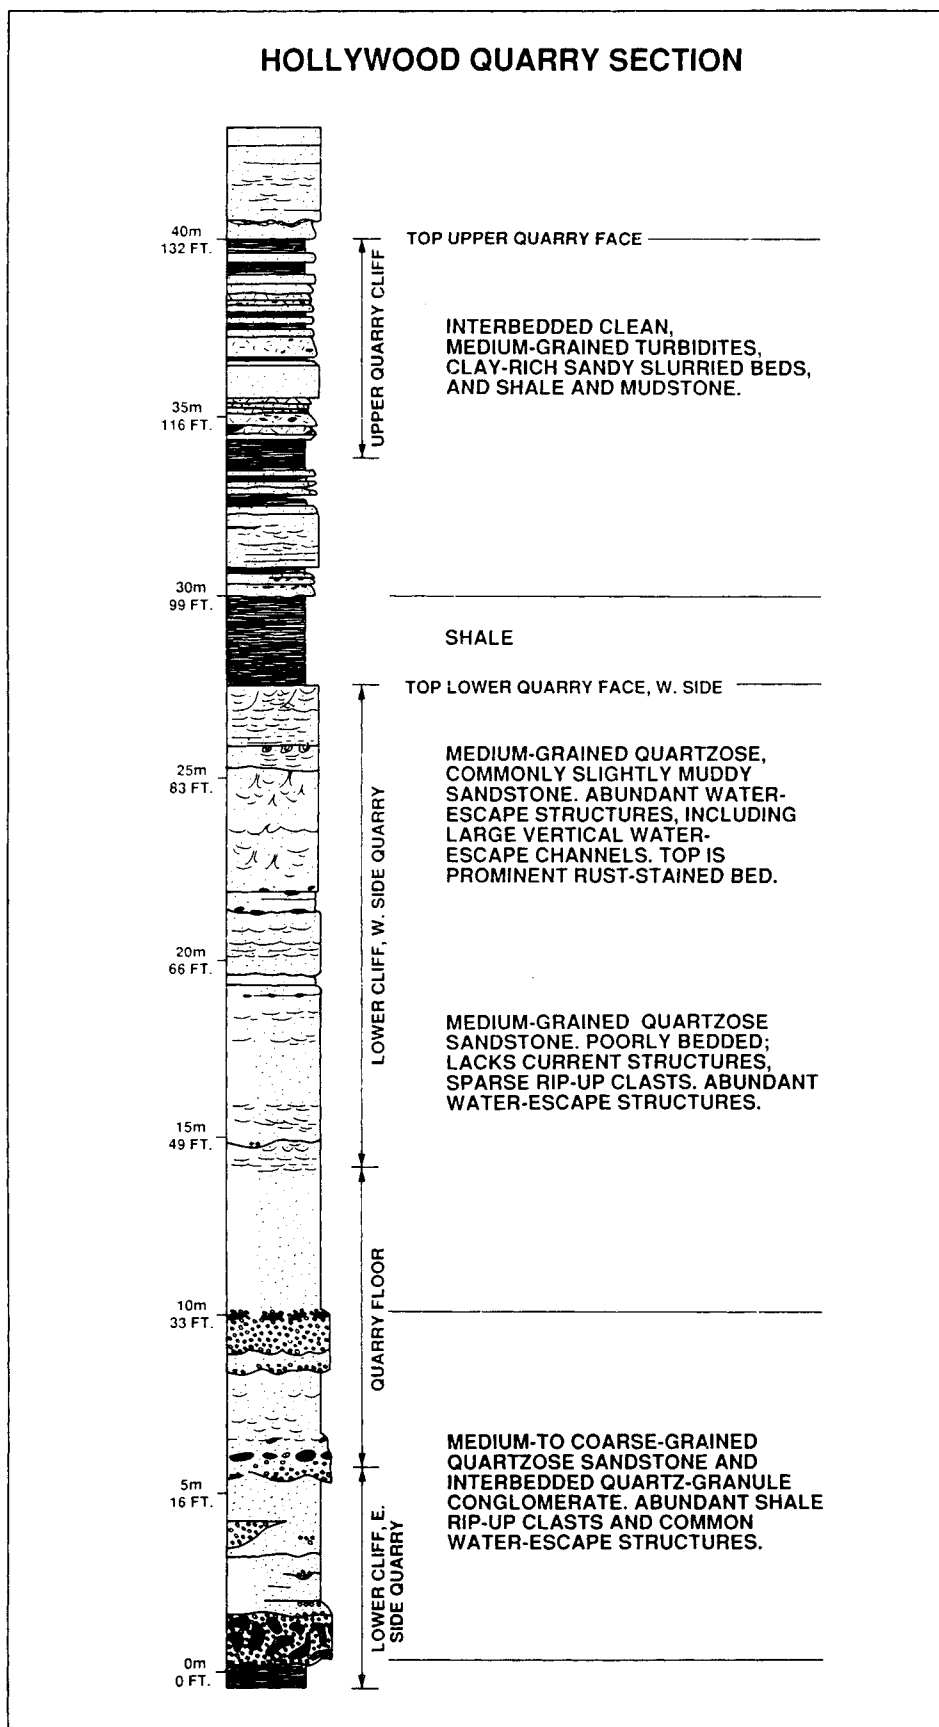 HOLLYWOOD QUARRY SECTION
40m
132 FT.
TOP UPPER QUARRY FACE
UPPER QUARRY CLIFF
INTERBEDDED CLEAN,
MEDIUM-GRAINED TURBIDITES,
CLAY-RICH SANDY SLURRIED BEDS,
AND SHALE AND MUDSTONE.
35m
116 FT.
30m
99 FT.
SHALE
TOP LOWER QUARRY FACE, W. SIDE
LOWER CLIFF, W. SIDE QUARRY
MEDIUM-GRAINED QUARTZOSE,
COMMONLY SLIGHTLY MUDDY
SANDSTONE. ABUNDANT WATER-
ESCAPE STRUCTURES, INCLUDING
LARGE VERTICAL WATER-
ESCAPE CHANNELS. TOP IS
PROMINENT RUST-STAINED BED.
25m
83 FT.
20m
66 FT.
MEDIUM-GRAINED QUARTZOSE
SANDSTONE. POORLY BEDDED;
LACKS CURRENT STRUCTURES,
SPARSE RIP-UP CLASTS. ABUNDANT
WATER-ESCAPE STRUCTURES.
15m
49 FT.
QUARRY FLOOR
10m
33 FT.
MEDIUM-TO COARSE-GRAINED
QUARTZOSE SANDSTONE AND
INTERBEDDED QUARTZ-GRANULE
CONGLOMERATE. ABUNDANT SHALE
RIP-UP CLASTS AND COMMON
WATER-ESCAPE STRUCTURES.
5m
16 FT.
LOWER CLIFF, E.
SIDE QUARRY
0m
0 FT.